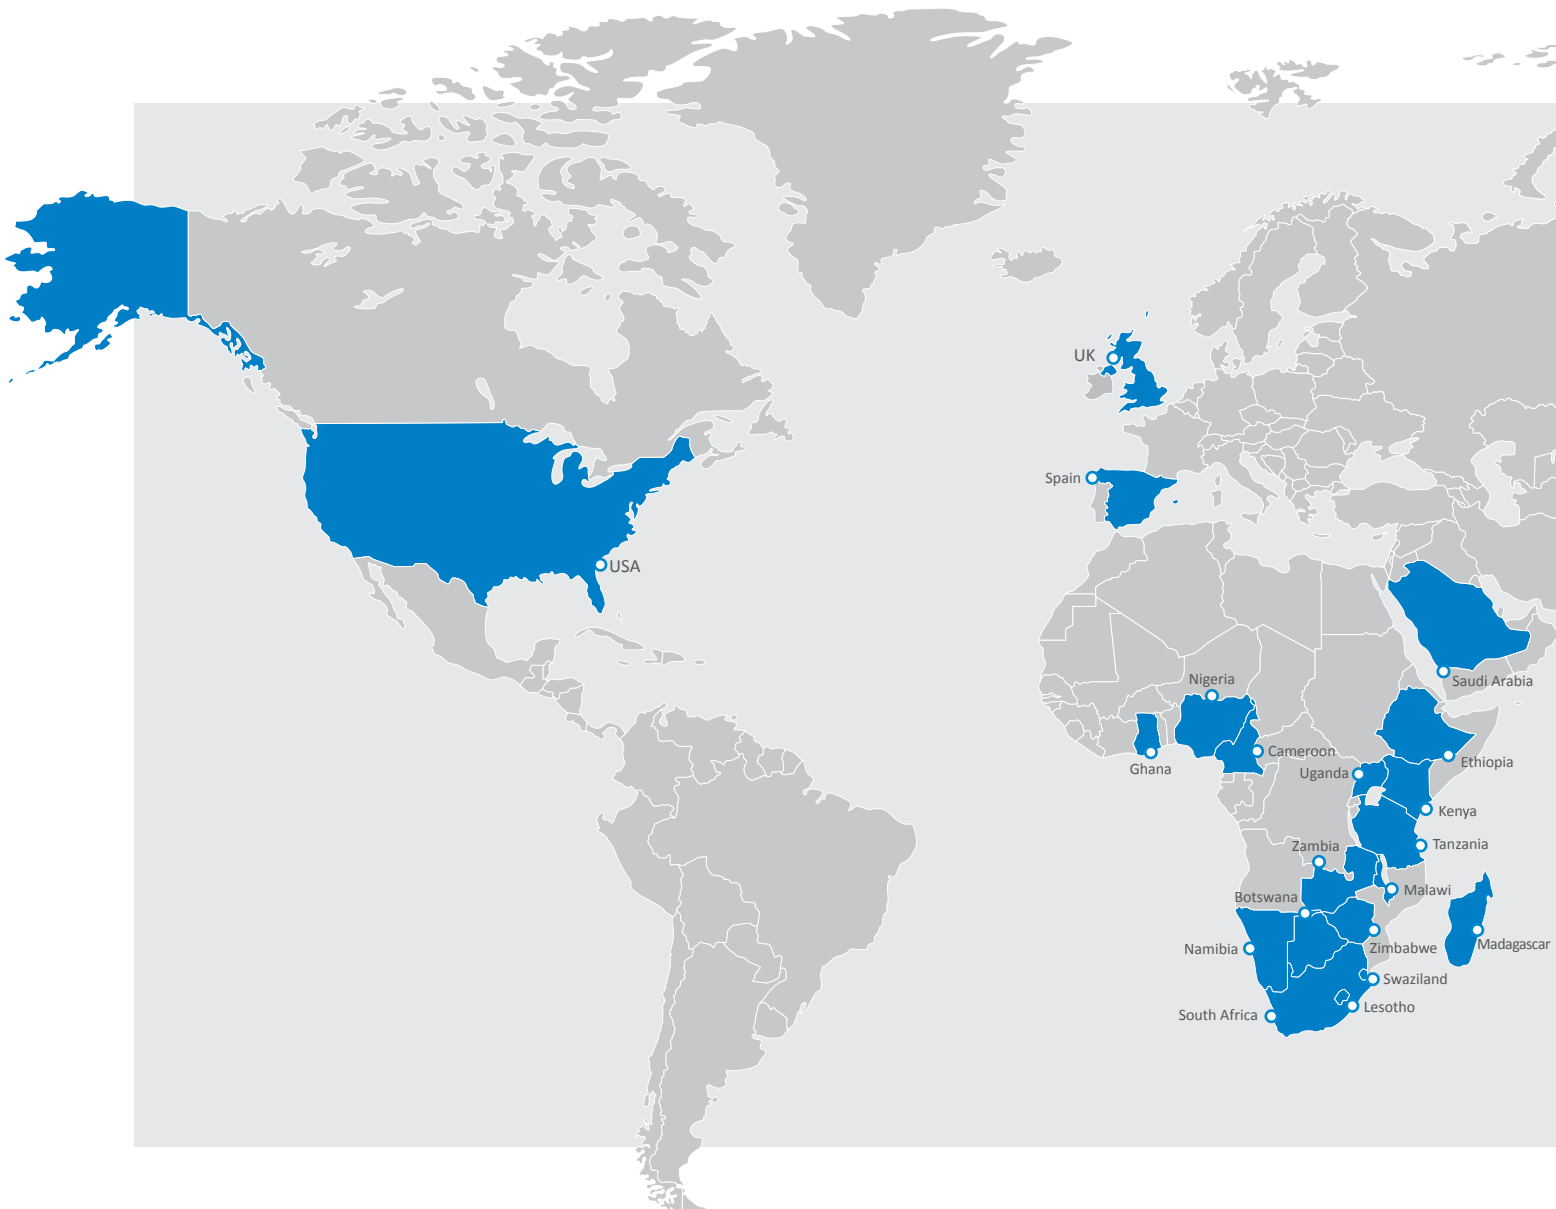 UK
Spain
USA
Saudi Arabia
Nigeria
Cameroon
Ghana
Ethiopia
Uganda
Kenya
Tanzania
Zambia
Malawi
Botswana
Namibia
Zimbabwe
Madagascar
Swaziland
Lesotho
South Africa